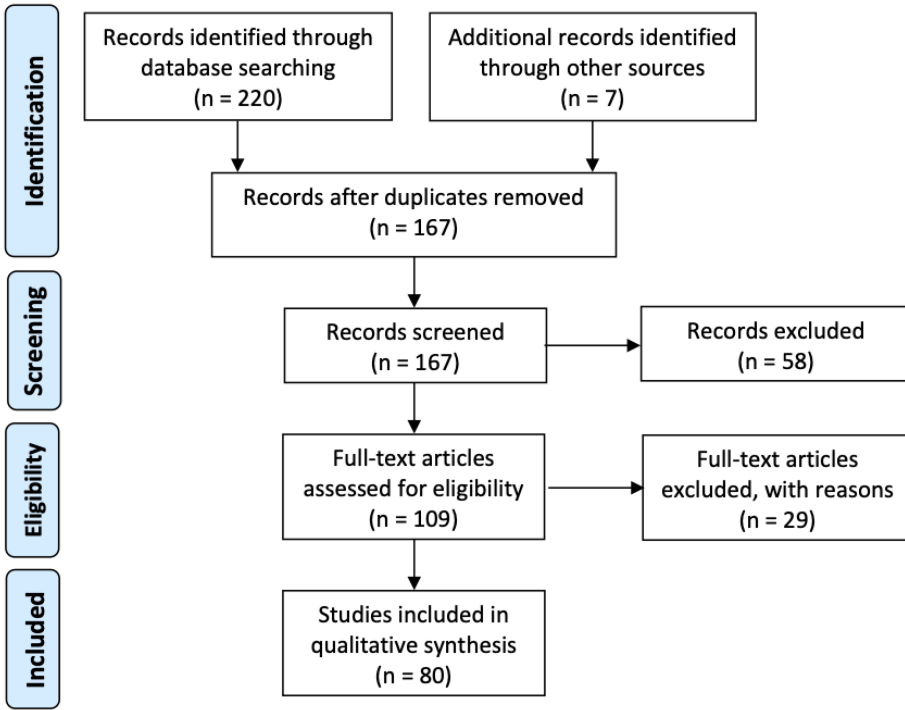 Identification
Records identified through
database searching
(n = 220)
Additional records identified
through other sources
(n = 7)
Records after duplicates removed
(n = 167)
Screening
Records screened
(n = 167)
Records excluded
(n = 58)
Eligibility
Full-text articles
assessed for eligibility
(n = 109)
Full-text articles
excluded, with reasons
(n = 29)
Included
Studies included in
qualitative synthesis
(n = 80)